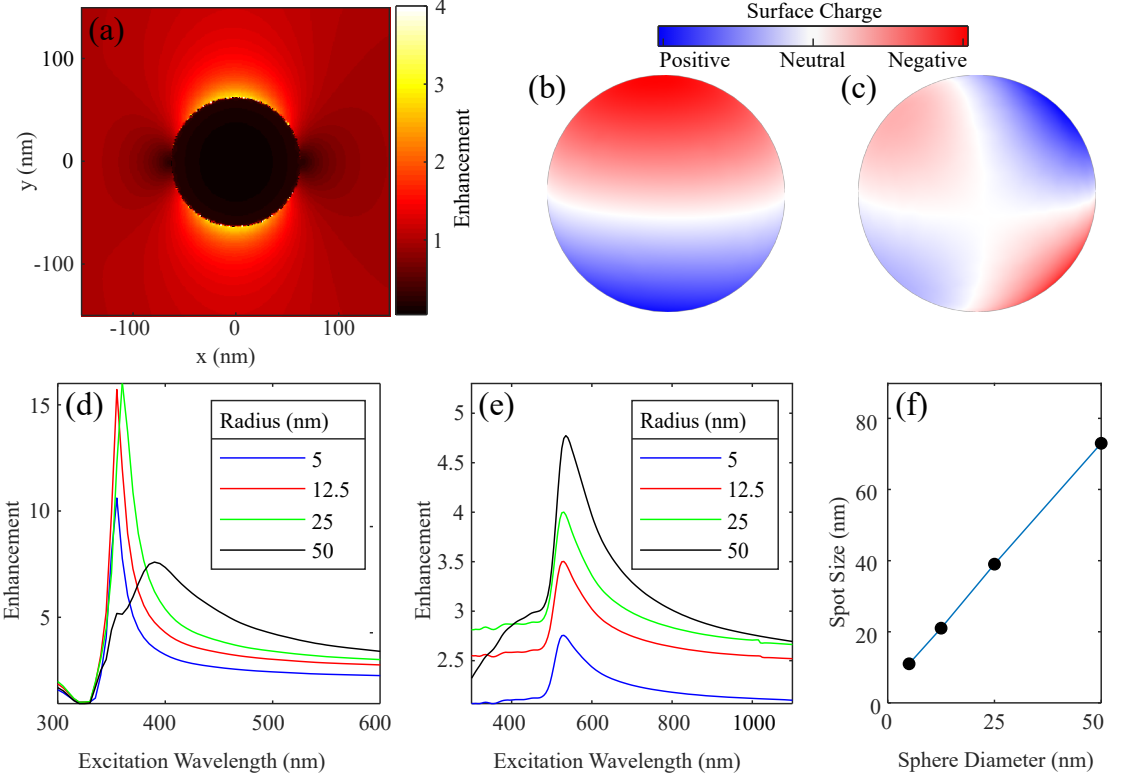 (a)
100
0
-100
y (nm)
-100 0 100
x (nm)
4
3
2
1
Enhancement
Surface Charge
Positive Neutral Negative
(b)
(c)
(d)
15
10
5
Enhancement
Radius (nm)
5
12.5
25
50
300 400 500 600
Excitation Wavelength (nm)
(e)
5
4.5
4
3.5
3
2.5
Enhancement
Radius (nm)
5
12.5
25
50
400 600 800 1000
Excitation Wavelength (nm)
(f)
80
60
40
20
0
Spot Size (nm)
0 25 50
Sphere Diameter (nm)